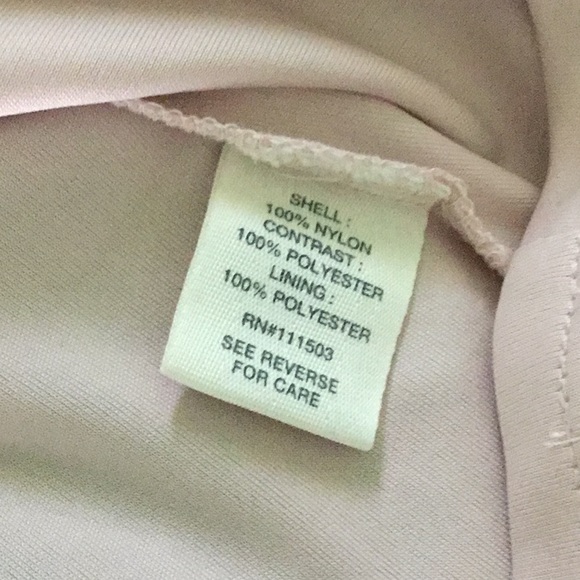 SHELL :
100% NYLON
CONTRAST :
100% POLYESTER
LINING :
100% POLYESTER
RN#111503
SEE REVERSE
FOR CARE